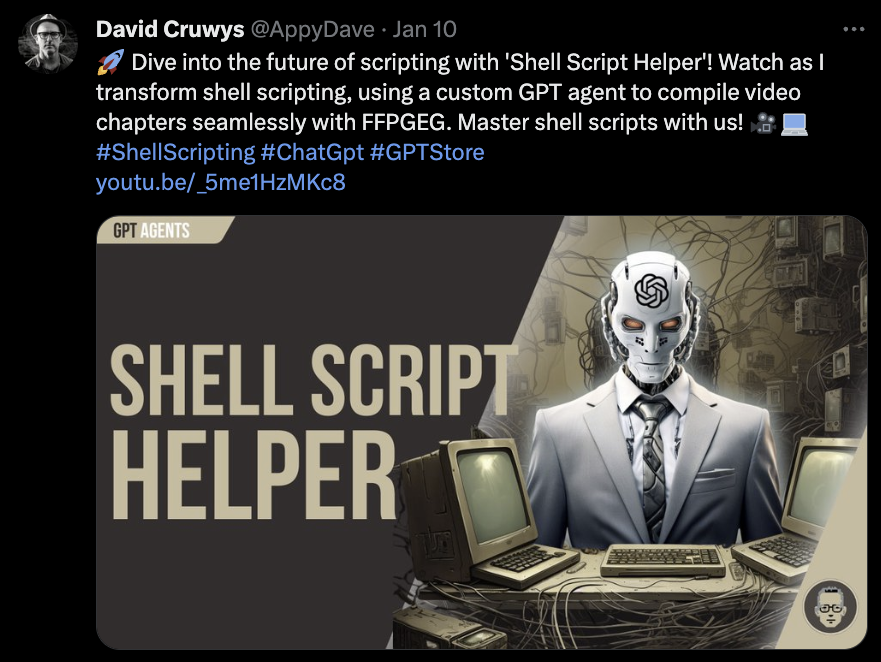 David Cruwys @AppyDave · Jan 10
🚀 Dive into the future of scripting with 'Shell Script Helper'! Watch as I
transform shell scripting, using a custom GPT agent to compile video
chapters seamlessly with FFPGEG. Master shell scripts with us! 🎥💻
#ShellScripting #ChatGpt #GPTStore
youtu.be/_5me1HzMKc8
GPT AGENTS
SHELL SCRIPT
HELPER